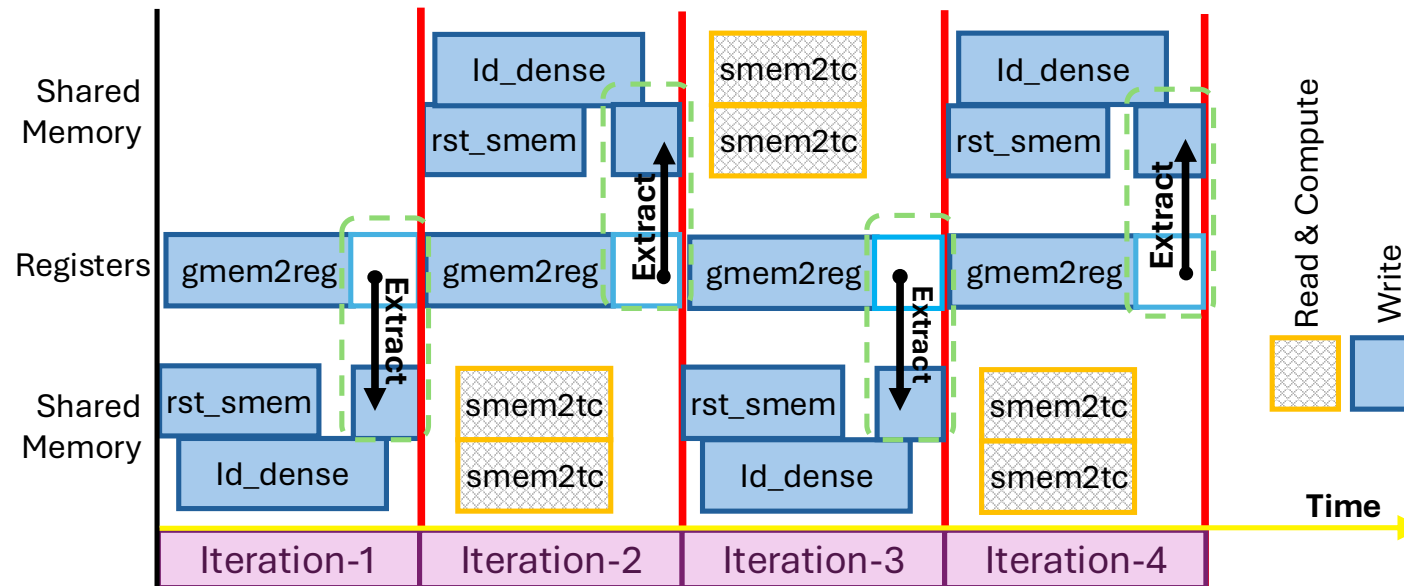 Shared
Memory
ld_dense
rst_smem
Extract
smem2tc
smem2tc
ld_dense
rst_smem
Extract
Registers
gmem2reg
Extract
gmem2reg
gmem2reg
Extract
gmem2reg
Shared
Memory
rst_smem
ld_dense
smem2tc
smem2tc
rst_smem
ld_dense
smem2tc
smem2tc
Read & Compute
Write
Time
Iteration-1
Iteration-2
Iteration-3
Iteration-4